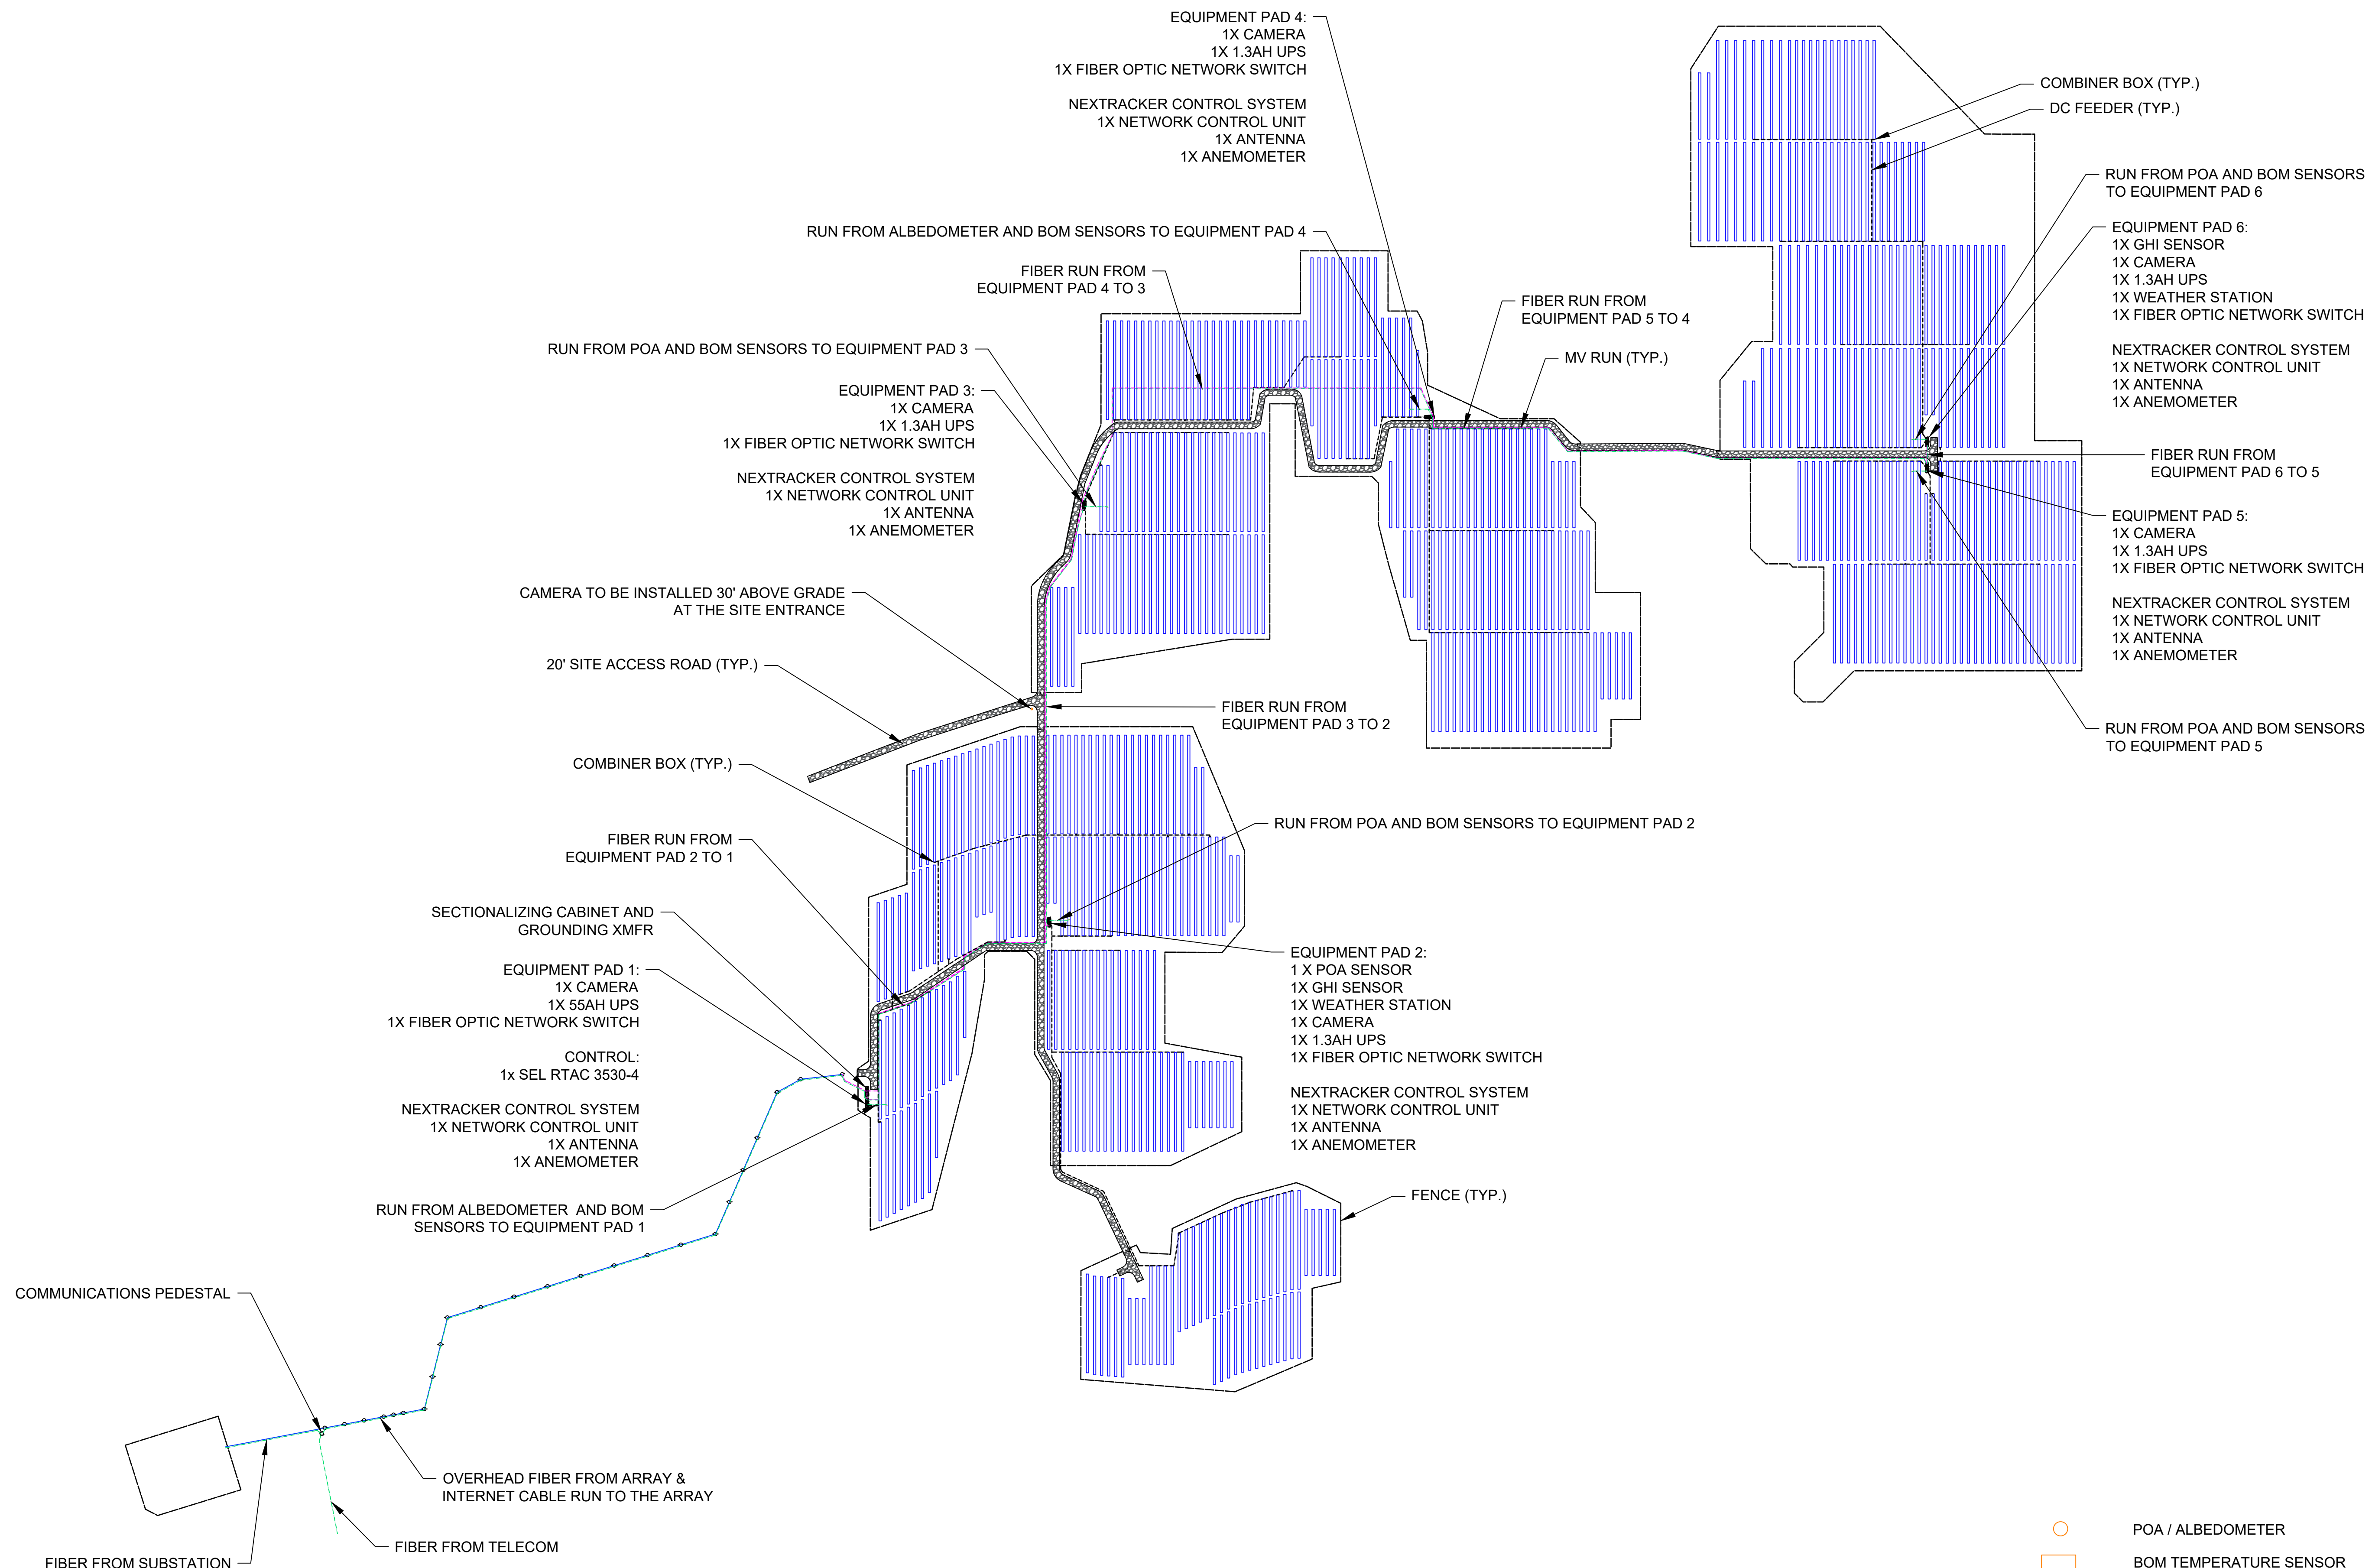 EQUIPMENT PAD 4:
1X CAMERA
1X 1.3AH UPS
1X FIBER OPTIC NETWORK SWITCH
NEXTRACKER CONTROL SYSTEM
1X NETWORK CONTROL UNIT
1X ANTENNA
1X ANEMOMETER
COMBINER BOX (TYP.)
DC FEEDER (TYP.)
RUN FROM POA AND BOM SENSORS
TO EQUIPMENT PAD 6
EQUIPMENT PAD 6:
1X GHI SENSOR
1X CAMERA
1X 1.3AH UPS
1X WEATHER STATION
1X FIBER OPTIC NETWORK SWITCH
NEXTRACKER CONTROL SYSTEM
1X NETWORK CONTROL UNIT
1X ANTENNA
1X ANEMOMETER
RUN FROM ALBEDOMETER AND BOM SENSORS TO EQUIPMENT PAD 4
FIBER RUN FROM
EQUIPMENT PAD 4 TO 3
FIBER RUN FROM
EQUIPMENT PAD 5 TO 4
RUN FROM POA AND BOM SENSORS TO EQUIPMENT PAD 3
MV RUN (TYP.)
EQUIPMENT PAD 3:
1X CAMERA
1X 1.3AH UPS
1X FIBER OPTIC NETWORK SWITCH
NEXTRACKER CONTROL SYSTEM
1X NETWORK CONTROL UNIT
1X ANTENNA
1X ANEMOMETER
FIBER RUN FROM
EQUIPMENT PAD 6 TO 5
EQUIPMENT PAD 5:
1X CAMERA
1X 1.3AH UPS
1X FIBER OPTIC NETWORK SWITCH
NEXTRACKER CONTROL SYSTEM
1X NETWORK CONTROL UNIT
1X ANTENNA
1X ANEMOMETER
CAMERA TO BE INSTALLED 30' ABOVE GRADE
AT THE SITE ENTRANCE
20' SITE ACCESS ROAD (TYP.)
FIBER RUN FROM
EQUIPMENT PAD 3 TO 2
RUN FROM POA AND BOM SENSORS
TO EQUIPMENT PAD 5
COMBINER BOX (TYP.)
RUN FROM POA AND BOM SENSORS TO EQUIPMENT PAD 2
FIBER RUN FROM
EQUIPMENT PAD 2 TO 1
SECTIONALIZING CABINET AND
GROUNDING XMFR
EQUIPMENT PAD 1:
1X CAMERA
1X 55AH UPS
1X FIBER OPTIC NETWORK SWITCH
CONTROL:
1x SEL RTAC 3530-4
NEXTRACKER CONTROL SYSTEM
1X NETWORK CONTROL UNIT
1X ANTENNA
1X ANEMOMETER
EQUIPMENT PAD 2:
1 X POA SENSOR
1X GHI SENSOR
1X WEATHER STATION
1X CAMERA
1X 1.3AH UPS
1X FIBER OPTIC NETWORK SWITCH
NEXTRACKER CONTROL SYSTEM
1X NETWORK CONTROL UNIT
1X ANTENNA
1X ANEMOMETER
RUN FROM ALBEDOMETER AND BOM
SENSORS TO EQUIPMENT PAD 1
FENCE (TYP.)
COMMUNICATIONS PEDESTAL
OVERHEAD FIBER FROM ARRAY &
INTERNET CABLE RUN TO THE ARRAY
FIBER FROM TELECOM
FIBER FROM SUBSTATION
POA / ALBEDOMETER
BOM TEMPERATURE SENSOR